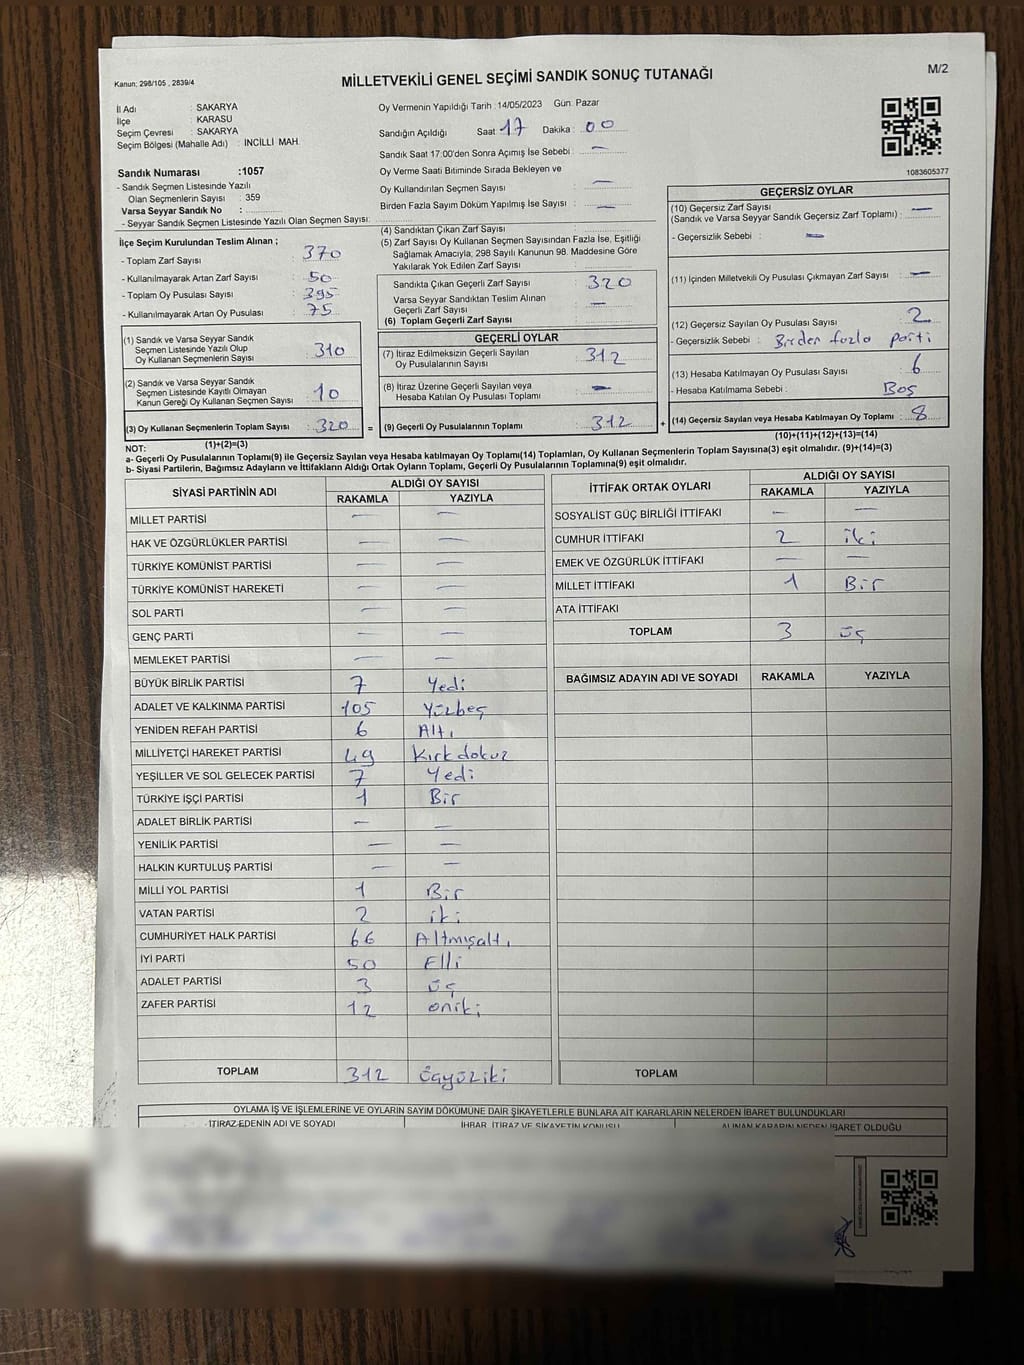 Kanun: 298/105 , 2839/4
MİLLETVEKİLİ GENEL SEÇİMİ SANDIK SONUÇ TUTANAĞI
M/2
İl Adı : SAKARYA
İlçe : KARASU
Seçim Çevresi : SAKARYA
Seçim Bölgesi (Mahalle Adı) : INCİLLİ MAH.
Oy Vermenin Yapıldığı Tarih :14/05/2023 Gün: Pazar
Sandığın Açıldığı Saat 17 Dakika : 00
Sandık Saat 17:00'den Sonra Açımış İse Sebebi : —
Sandık Numarası :1057
- Sandık Seçmen Listesinde Yazılı
Olan Seçmenlerin Sayısı : 359
Varsa Seyyar Sandık No :
- Seyyar Sandık Seçmen Listesinde Yazılı Olan Seçmen Sayısı:
Oy Verme Saati Bitiminde Sırada Bekleyen ve
Oy Kullandırılan Seçmen Sayısı : —
Birden Fazla Sayım Döküm Yapılmış İse Sayısı : —
1083605377
GEÇERSİZ OYLAR
(10) Geçersiz Zarf Sayısı
(Sandık ve Varsa Seyyar Sandık Geçersiz Zarf Toplamı) : —
- Geçersizlik Sebebi : —
(11) İçinden Milletvekili Oy Pusulası Çıkmayan Zarf Sayısı : —
(12) Geçersiz Sayılan Oy Pusulası Sayısı : 2
- Geçersizlik Sebebi : Birden fazla parti
(13) Hesaba Katılmayan Oy Pusulası Sayısı : 6
- Hesaba Katılmama Sebebi : Boş
(14) Geçersiz Sayılan veya Hesaba Katılmayan Oy Toplamı : 8
(10)+(11)+(12)+(13)=(14)
İlçe Seçim Kurulundan Teslim Alınan ;
- Toplam Zarf Sayısı : 370
- Kullanılmayarak Artan Zarf Sayısı : 50
- Toplam Oy Pusulası Sayısı : 395
- Kullanılmayarak Artan Oy Pusulası : 75
(4) Sandıktan Çıkan Zarf Sayısı :
(5) Zarf Sayısı Oy Kullanan Seçmen Sayısından Fazla İse, Eşitliği
Sağlamak Amacıyla; 298 Sayılı Kanunun 98. Maddesine Göre
Yakılarak Yok Edilen Zarf Sayısı :
Sandıkta Çıkan Geçerli Zarf Sayısı : 320
Varsa Seyyar Sandıktan Teslim Alınan
Geçerli Zarf Sayısı : —
(6) Toplam Geçerli Zarf Sayısı :
(1) Sandık ve Varsa Seyyar
Seçmen Listesinde Yazılı Olup
Oy Kullanan Seçmenlerin Sayısı : 310
(2) Sandık ve Varsa Seyyar Sandık
Seçmen Listesinde Kayıtlı Olmayan
Kanun Gereği Oy Kullanan Seçmen Sayısı : 10
(3) Oy Kullanan Seçmenlerin Toplam Sayısı : 320 =
(1)+(2)=(3)
GEÇERLİ OYLAR
(7) İtiraz Edilmeksizin Geçerli Sayılan
Oy Pusulalarının Sayısı : 312
(8) İtiraz Üzerine Geçerli Sayılan veya
Hesaba Katılan Oy Pusulası Toplamı : —
(9) Geçerli Oy Pusulalarının Toplamı : 312 +
NOT:
a- Geçerli Oy Pusulalarının Toplamı(9) ile Geçersiz Sayılan veya Hesaba katılmayan Oy Toplamı(14) Toplamları, Oy Kullanan Seçmenlerin Toplam Sayısına(3) eşit olmalıdır. (9)+(14)=(3)
b- Siyasi Partilerin, Bağımsız Adayların ve İttifakların Aldığı Ortak Oyların Toplamı, Geçerli Oy Pusulalarının Toplamına(9) eşit olmalıdır.
SİYASİ PARTİNİN ADI ALDIĞI OY SAYISI
RAKAMLA YAZIYLA
MİLLET PARTİSİ — —
HAK VE ÖZGÜRLÜKLER PARTİSİ — —
TÜRKİYE KOMÜNİST PARTİSİ — —
TÜRKİYE KOMÜNİST HAREKETİ — —
SOL PARTİ — —
GENÇ PARTİ — —
MEMLEKET PARTİSİ — —
BÜYÜK BİRLİK PARTİSİ 7 Yedi
ADALET VE KALKINMA PARTİSİ 105 Yüzbeş
YENİDEN REFAH PARTİSİ 6 Altı
MİLLİYETÇİ HAREKET PARTİSİ 49 Kırkdokuz
YEŞİLLER VE SOL GELECEK PARTİSİ 7 Yedi
TÜRKİYE İŞÇİ PARTİSİ 1 Bir
ADALET BİRLİK PARTİSİ — —
YENİLİK PARTİSİ — —
HALKIN KURTULUŞ PARTİSİ — —
MİLLİ YOL PARTİSİ 1 Bir
VATAN PARTİSİ 2 iki
CUMHURİYET HALK PARTİSİ 66 Altmışaltı
İYİ PARTİ 50 Elli
ADALET PARTİSİ 3 üç
ZAFER PARTİSİ 12 oniki
TOPLAM 312 üçyüziki
İTTİFAK ORTAK OYLARI ALDIĞI OY SAYISI
RAKAMLA YAZIYLA
SOSYALİST GÜÇ BİRLİĞİ İTTİFAKI — —
CUMHUR İTTİFAKI 2 iki
EMEK VE ÖZGÜRLÜK İTTİFAKI — —
MİLLET İTTİFAKI 1 Bir
ATA İTTİFAKI
TOPLAM 3 üç
BAĞIMSIZ ADAYIN ADI VE SOYADI RAKAMLA YAZIYLA
TOPLAM
OYLAMA İŞ VE İŞLEMLERİNE VE OYLARIN SAYIM DÖKÜMÜNE DAİR ŞİKAYETLERLE BUNLARA AİT KARARLARIN NELERDEN İBARET BULUNDUKLARI
İTİRAZ EDENİN ADI VE SOYADI İHBAR, İTİRAZ VE ŞİKAYETİN KONUSU ALINAN KARARIN NEDEN İBARET OLDUĞU